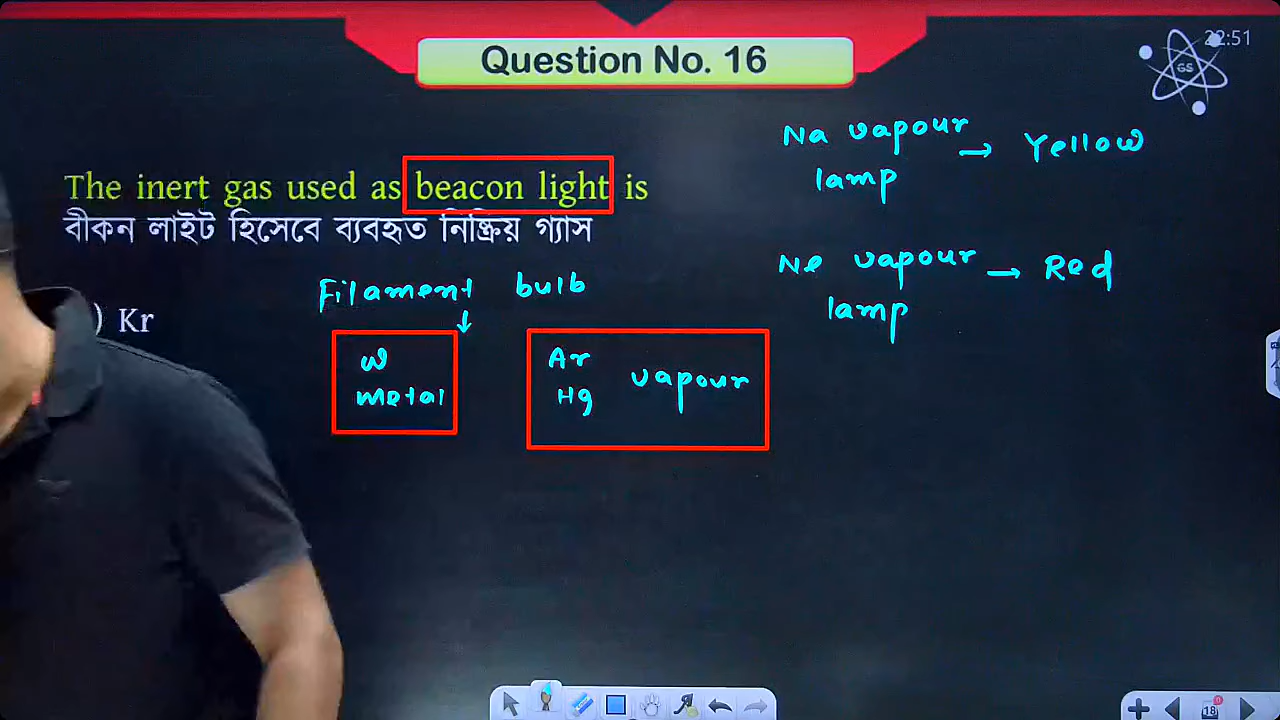 22:51
Question No. 16
GS
The inert gas used as beacon light is
বীকন লাইট হিসেবে ব্যবহৃত নিষ্ক্রিয় গ্যাস
) Kr
Filament bulb
↓
W
metal
Ar
Hg
vapour
Na vapour
lamp
→ Yellow
Ne vapour
lamp
→ Red
18